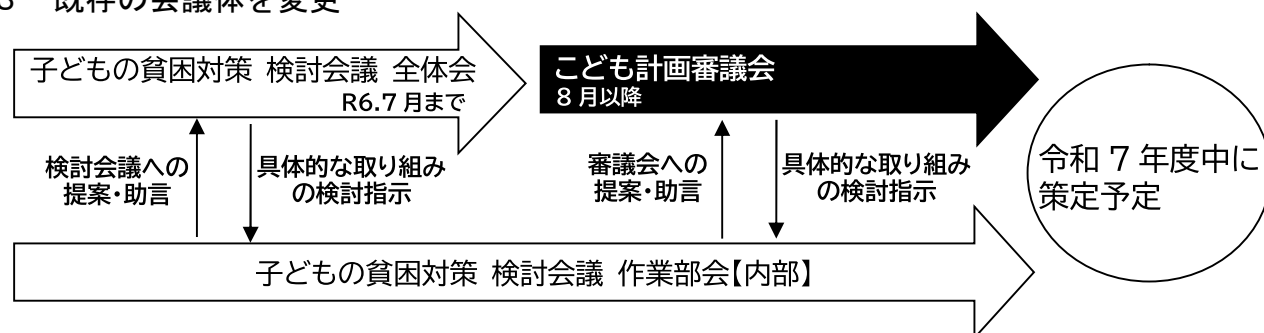 3 既存の会議体を変更
子どもの貧困対策 検討会議 全体会
R6.7月まで
こども計画審議会
8月以降
検討会議への
提案・助言
具体的な取り組み
の検討指示
審議会への
提案・助言
具体的な取り組み
の検討指示
令和7年度中に
策定予定
子どもの貧困対策 検討会議 作業部会【内部】